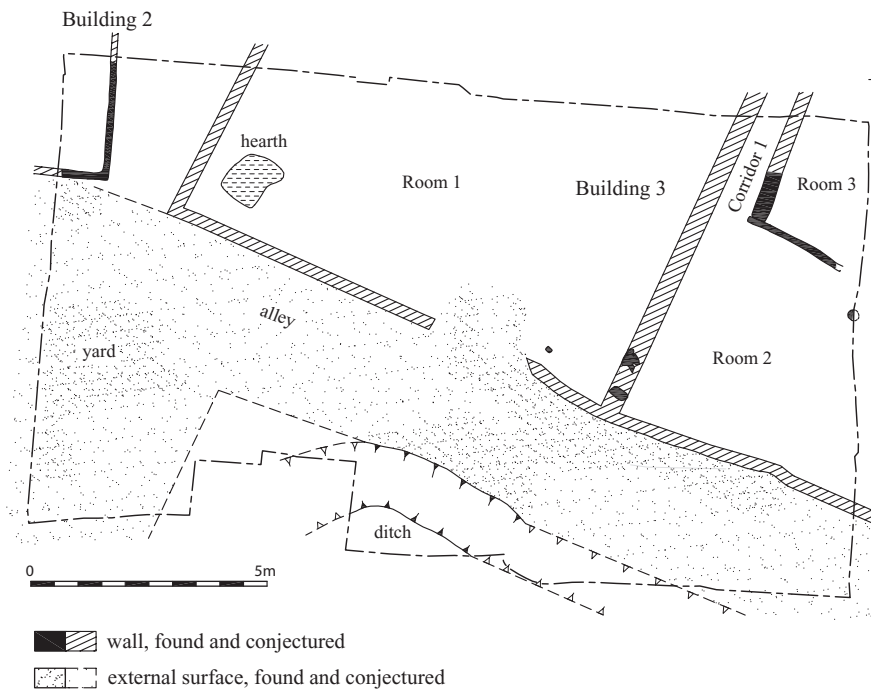 Building 2
hearth
Room 1
Building 3
Corridor 1
Room 3
alley
yard
Room 2
ditch
0 5m
wall, found and conjectured
external surface, found and conjectured